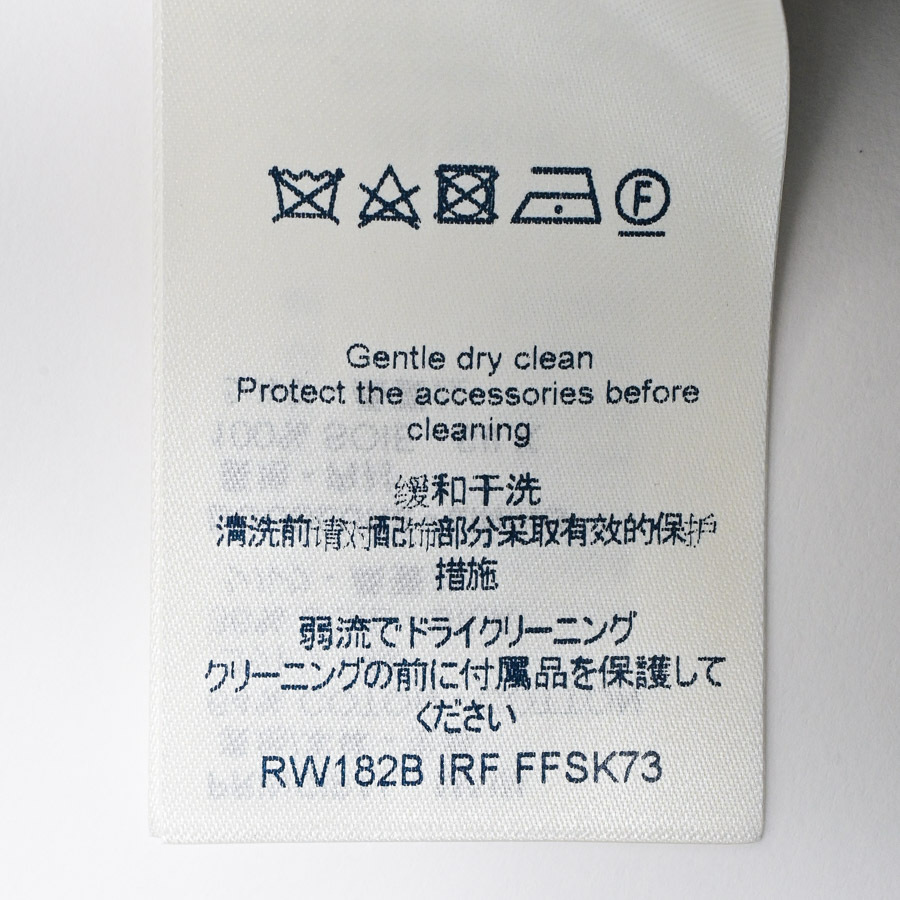 F
Gentle dry clean
Protect the accessories before
cleaning
缓和干洗
清洗前请对配饰部分采取有效的保护
措施
弱流でドライクリーニング
クリーニングの前に付属品を保護して
ください
RW182B IRF FFSK73